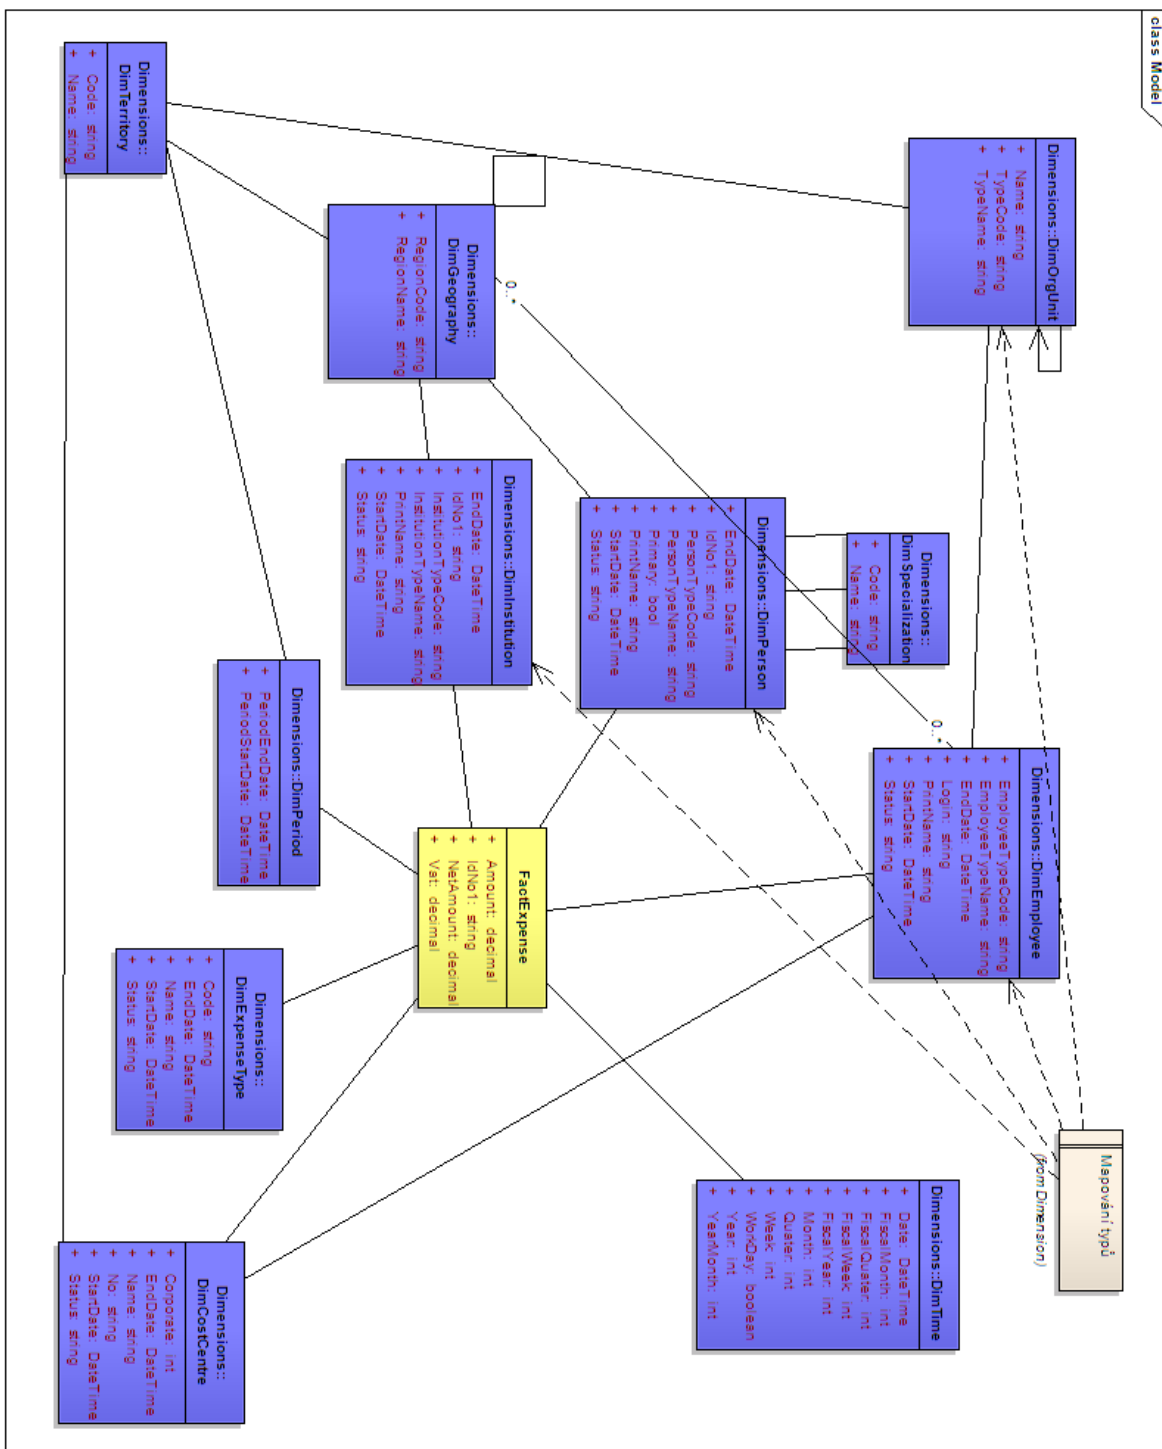 class Model
Dimensions::DimOrgUnit
+ Name: string
+ TypeCode: string
+ TypeName: string
Dimensions::
DimTerritory
+ Code: string
+ Name: string
Dimensions::
DimGeography
+ RegionCode: string
+ RegionName: string
0..*
Dimensions::DimInstitution
+ EndDate: DateTime
+ IdNo1: string
+ InstitutionTypeCode: string
+ InstitutionTypeName: string
+ PrintName: string
+ StartDate: DateTime
+ Status: string
Dimensions::DimPerson
+ EndDate: DateTime
+ IdNo1: string
+ PersonTypeCode: string
+ PersonTypeName: string
+ Primary: bool
+ PrintName: string
+ StartDate: DateTime
+ Status: string
Dimensions::
DimSpecialization
+ Code: string
+ Name: string
0..*
Dimensions::DimEmployee
+ EmployeeTypeCode: string
+ EmployeeTypeName: string
+ EndDate: DateTime
+ Login: string
+ PrintName: string
+ StartDate: DateTime
+ Status: string
Dimensions::DimPeriod
+ PeriodEndDate: DateTime
+ PeriodStartDate: DateTime
FactExpense
+ Amount: decimal
+ IdNo1: string
+ NetAmount: decimal
+ Vat: decimal
Dimensions::
DimExpenseType
+ Code: string
+ EndDate: DateTime
+ Name: string
+ StartDate: DateTime
+ Status: string
Mapování typů
(from Dimension)
Dimensions::DimTime
+ Date: DateTime
+ FiscalMonth: int
+ FiscalQuater: int
+ FiscalWeek: int
+ FiscalYear: int
+ Month: int
+ Quater: int
+ Week: int
+ WorkDay: boolean
+ Year: int
+ YearMonth: int
Dimensions::
DimCostCentre
+ Corporate: int
+ EndDate: DateTime
+ Name: string
+ No: string
+ StartDate: DateTime
+ Status: string